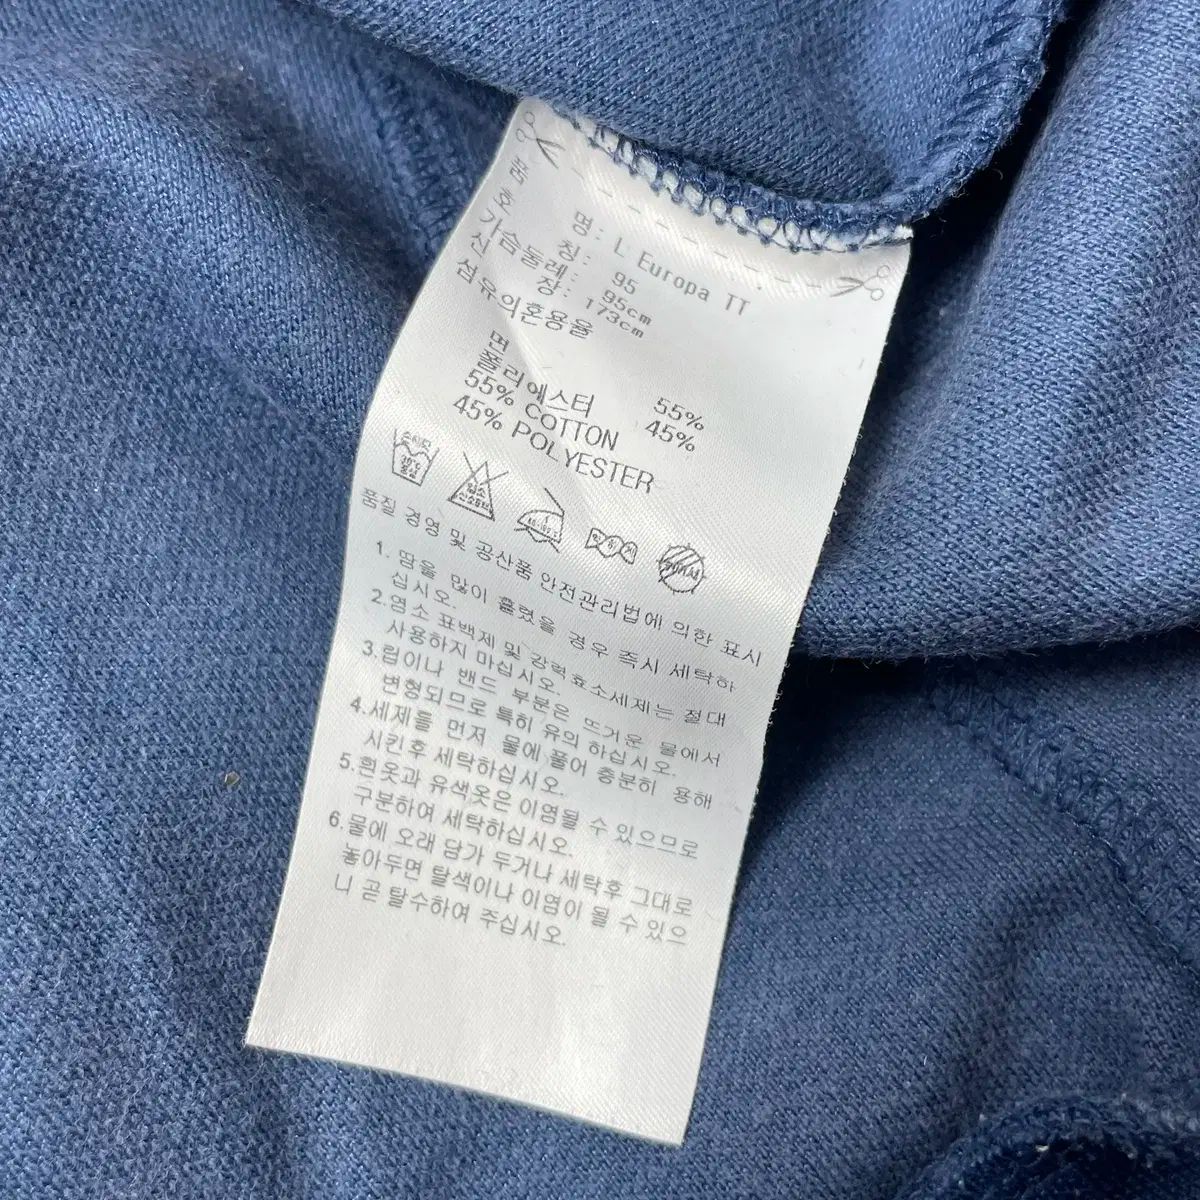 품 명: L Europa TT
호 칭: 95
가슴둘레: 95cm
신 장: 173cm
섬유의혼용율
면 55%
폴리에스터 45%
55% COTTON
45% POLYESTER
품질 경영 및 공산품 안전관리법에 의한 표시
1. 땀을 많이 흘렸을 경우 즉시 세탁하
십시오.
2.염소 표백제 및 강력효소세제는 절대
사용하지 마십시오.
3.립이나 밴드 부분은 뜨거운 물에서
변형되므로 특히 유의 하십시오.
4.세제를 먼저 물에 풀어 충분히 용해
시킨후 세탁하십시오.
5.흰옷과 유색옷은 이염될 수 있으므로
구분하여 세탁하십시오.
6.물에 오래 담가 두거나 세탁후 그대로
놓아두면 탈색이나 이염이 될 수 있으
니 곧 탈수하여 주십시오.